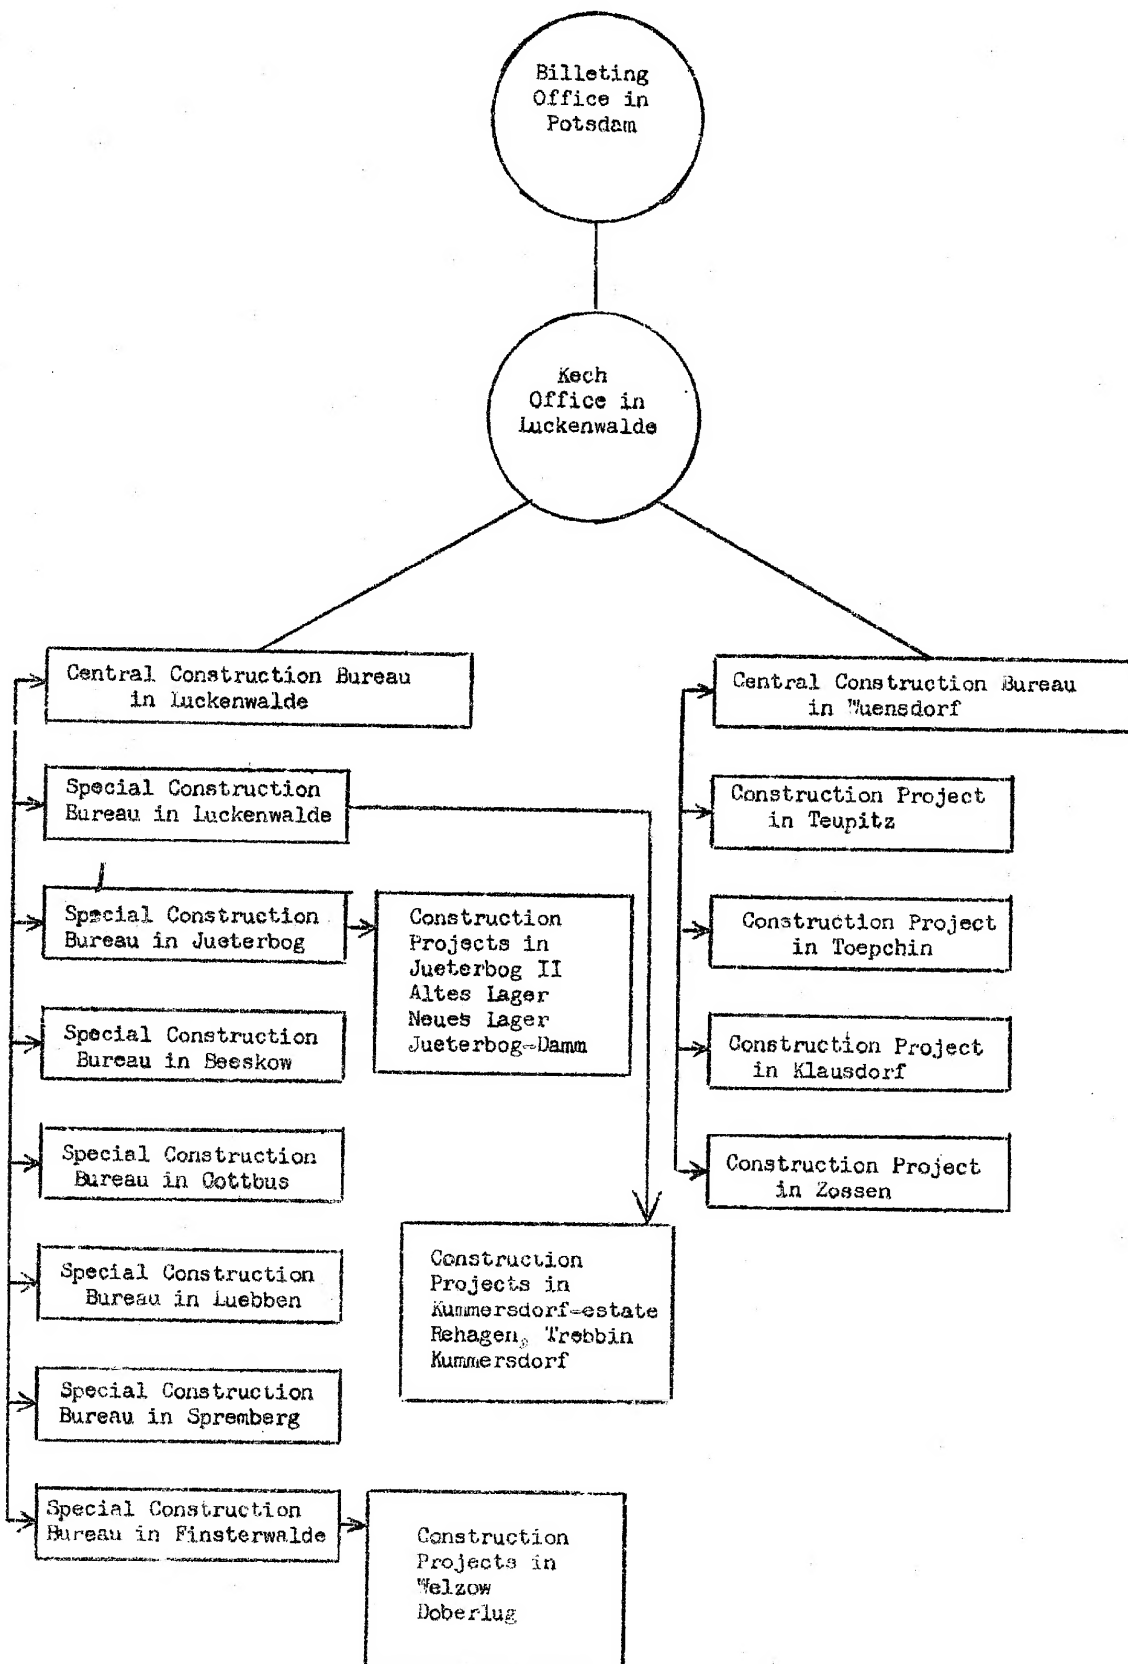 Billeting
Office in
Potsdam
Kech
Office in
Luckenwalde
Central Construction Bureau
in Luckenwalde
Special Construction
Bureau in Luckenwalde
Special Construction
Bureau in Jueterbog
Construction
Projects in
Jueterbog II
Altes Lager
Neues Lager
Jueterbog-Damm
Special Construction
Bureau in Beeskow
Special Construction
Bureau in Cottbus
Special Construction
Bureau in Luebben
Special Construction
Bureau in Spremberg
Special Construction
Bureau in Finsterwalde
Construction
Projects in
Welzow
Doberlug
Construction
Projects in
Kummersdorf-estate
Rehagen, Trebbin
Kummersdorf
Central Construction Bureau
in Wuensdorf
Construction Project
in Teupitz
Construction Project
in Toepchin
Construction Project
in Klausdorf
Construction Project
in Zossen